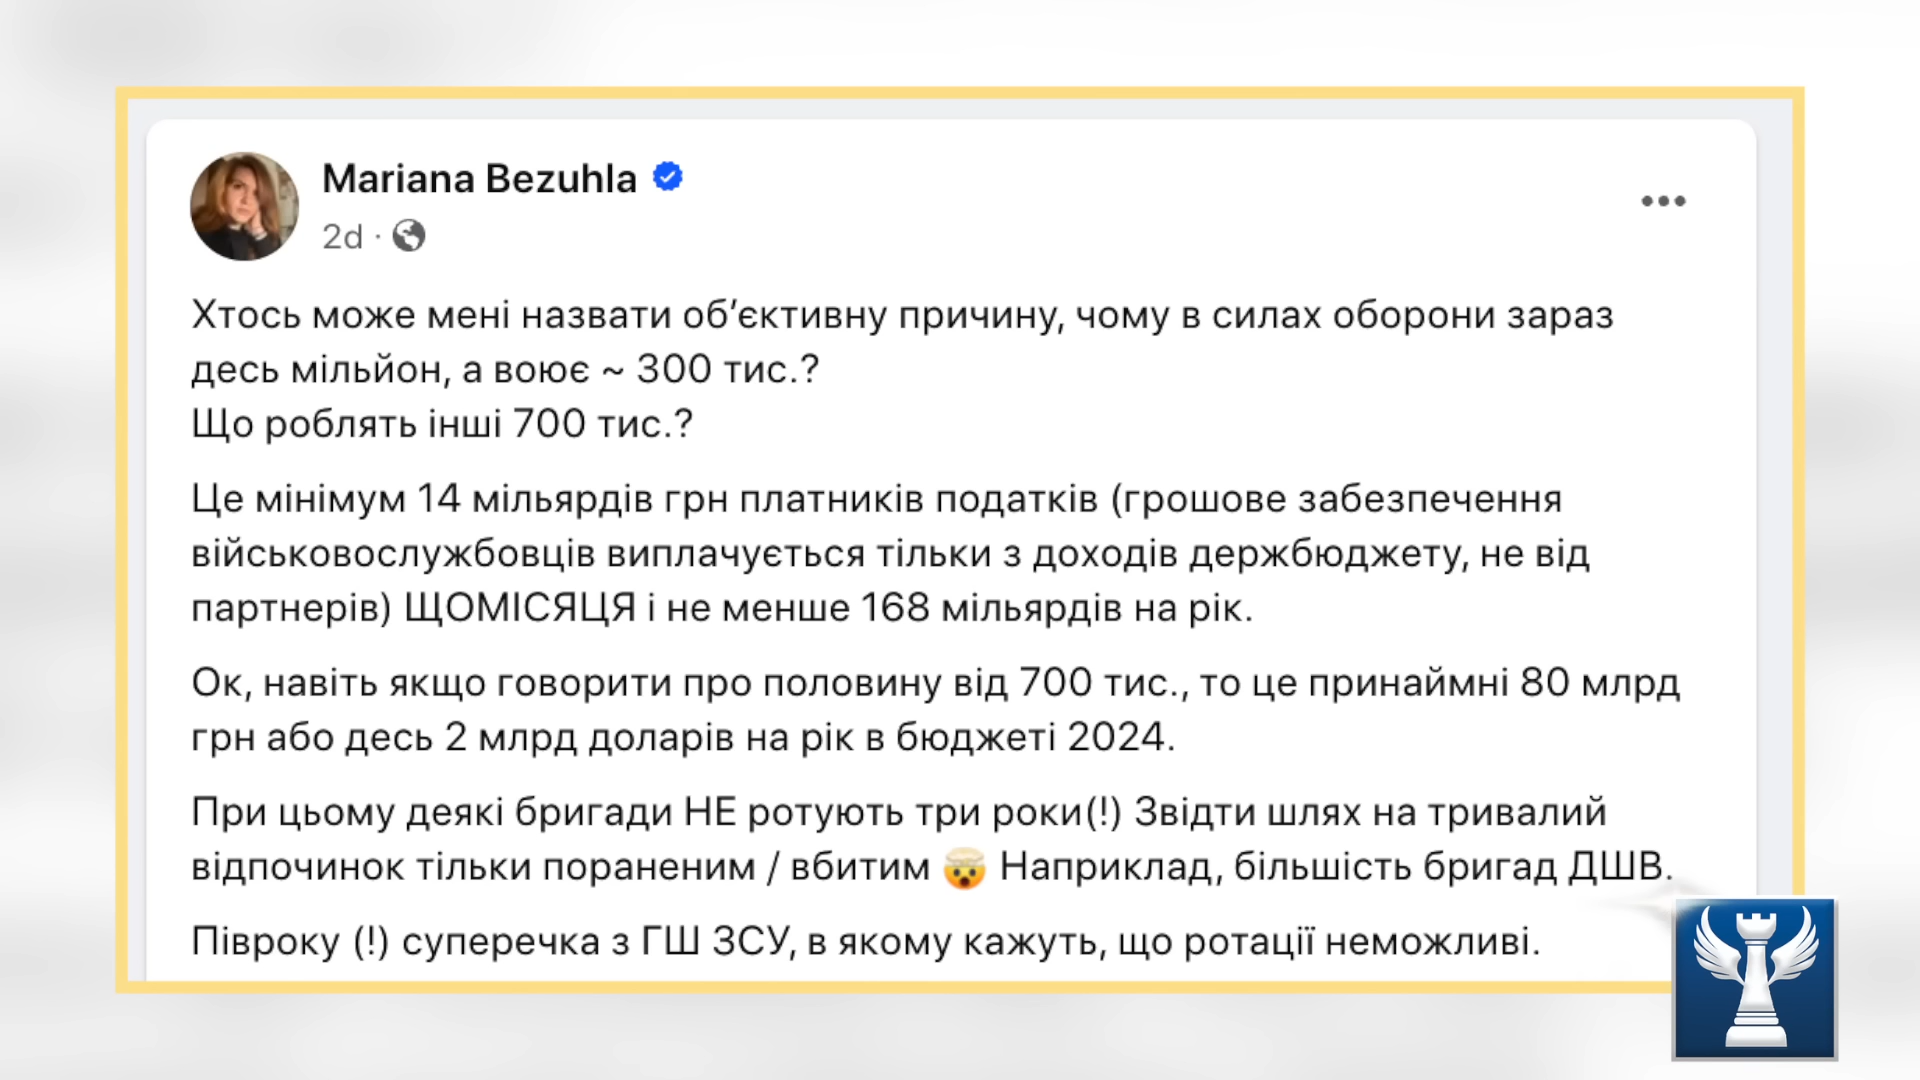 Mariana Bezuhla
2d ·
Хтось може мені назвати обʼєктивну причину, чому в силах оборони зараз
десь мільйон, а воює ~ 300 тис.?
Що роблять інші 700 тис.?
Це мінімум 14 мільярдів грн платників податків (грошове забезпечення
військовослужбовців виплачується тільки з доходів держбюджету, не від
партнерів) ЩОМІСЯЦЯ і не менше 168 мільярдів на рік.
Ок, навіть якщо говорити про половину від 700 тис., то це принаймні 80 млрд
грн або десь 2 млрд доларів на рік в бюджеті 2024.
При цьому деякі бригади НЕ ротують три роки(!) Звідти шлях на тривалий
відпочинок тільки пораненим / вбитим 🤯 Наприклад, більшість бригад ДШВ.
Півроку (!) суперечка з ГШ ЗСУ, в якому кажуть, що ротації неможливі.